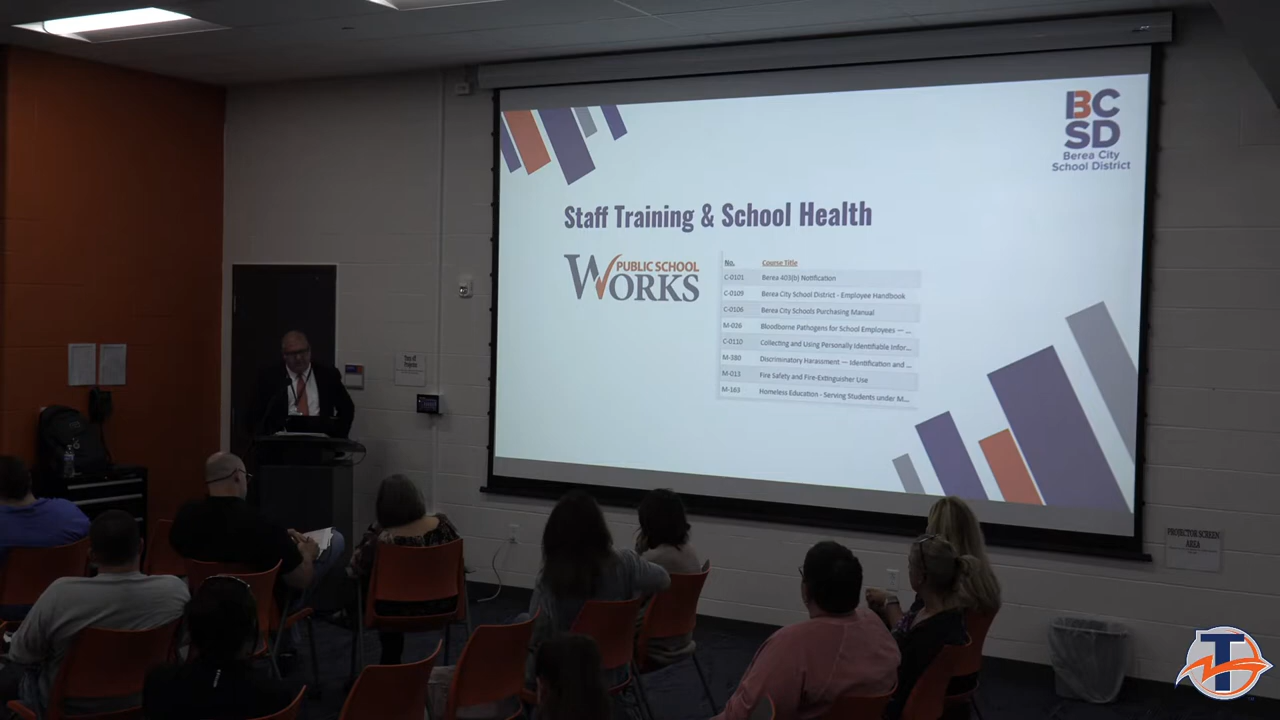 BC
SD
Berea City
School District
Staff Training & School Health
PUBLIC SCHOOL
WORKS
No. Course Title
C-0101 Berea 403(b) Notification
C-0109 Berea City School District - Employee Handbook
C-0106 Berea City Schools Purchasing Manual
M-026 Bloodborne Pathogens for School Employees — ...
C-0110 Collecting and Using Personally Identifiable Infor...
M-380 Discriminatory Harassment — Identification and ...
M-013 Fire Safety and Fire-Extinguisher Use
M-163 Homeless Education - Serving Students under M...
PROJECTOR SCREEN
AREA
T